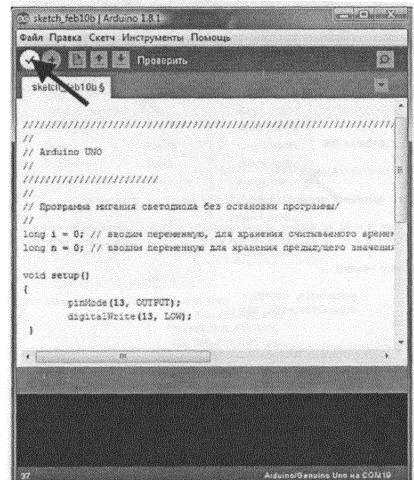 sketch_feb10b | Arduino 1.8.1
Файл Правка Скетч Инструменты Помощь
Проверить
sketch_feb10b §
////////////////////////////////////////////////////////////////
//
// Arduino UNO
//
////////////////////////
//
// Программа мигания светодиода без остановки программы/
//
long i = 0; // вводим переменную, для хранения считываемого времен
long n = 0; // вводим переменную для хранения предыдущего значения
void setup()
{
pinMode(13, OUTPUT);
digitalWrite(13, LOW);
}
37
Arduino/Genuino Uno на COM19